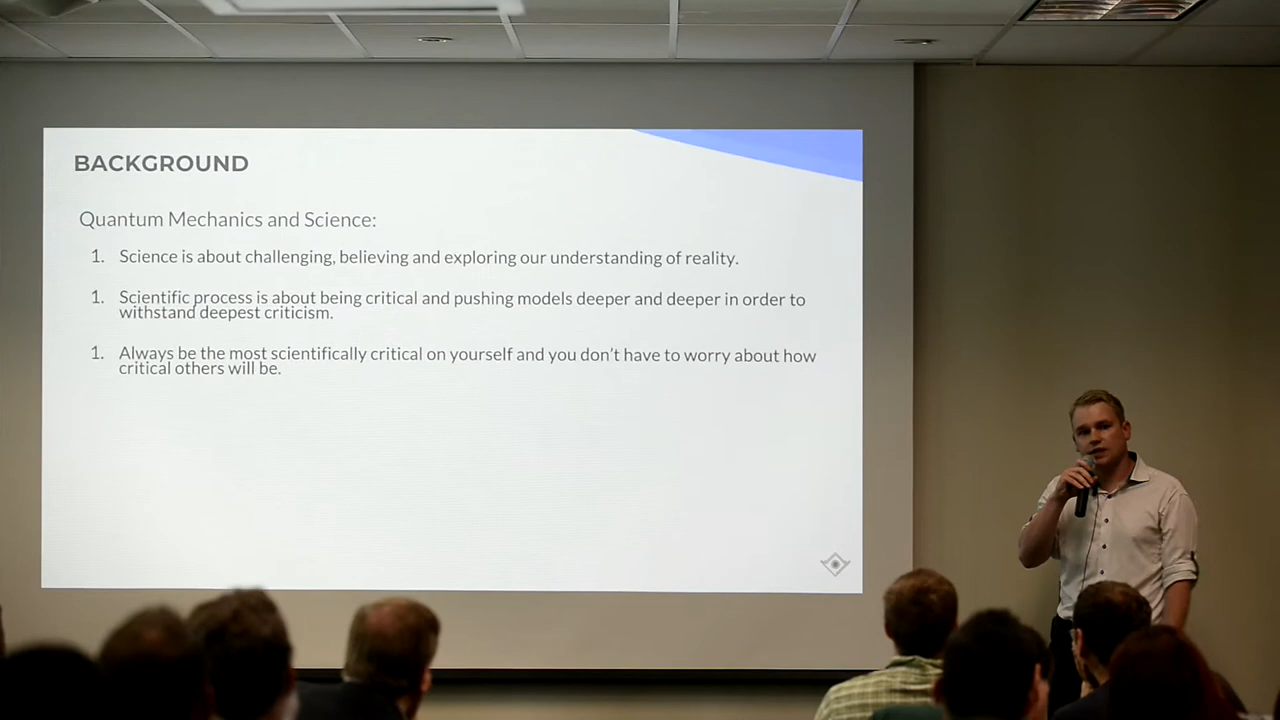 BACKGROUND
Quantum Mechanics and Science:
1. Science is about challenging, believing and exploring our understanding of reality.
1. Scientific process is about being critical and pushing models deeper and deeper in order to
withstand deepest criticism.
1. Always be the most scientifically critical on yourself and you don't have to worry about how
critical others will be.